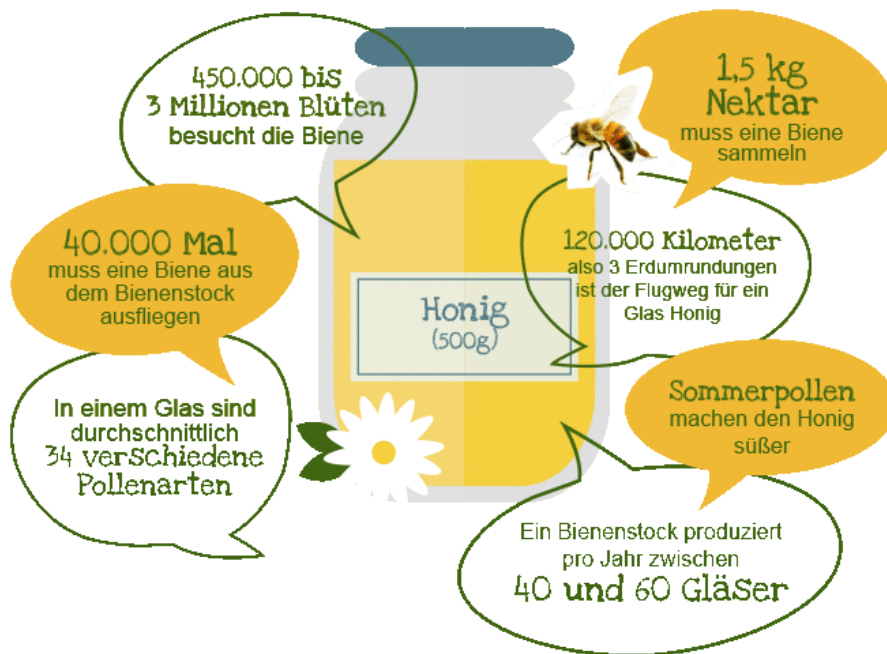 450.000 bis
3 Millionen Blüten
besucht die Biene
1,5 kg
Nektar
muss eine Biene
sammeln
40.000 Mal
muss eine Biene aus
dem Bienenstock
ausfliegen
120.000 Kilometer
also 3 Erdumrundungen
ist der Flugweg für ein
Glas Honig
Honig
(500g)
In einem Glas sind
durchschnittlich
34 verschiedene
Pollenarten
Sommerpollen
machen den Honig
süßer
Ein Bienenstock produziert
pro Jahr zwischen
40 und 60 Gläser